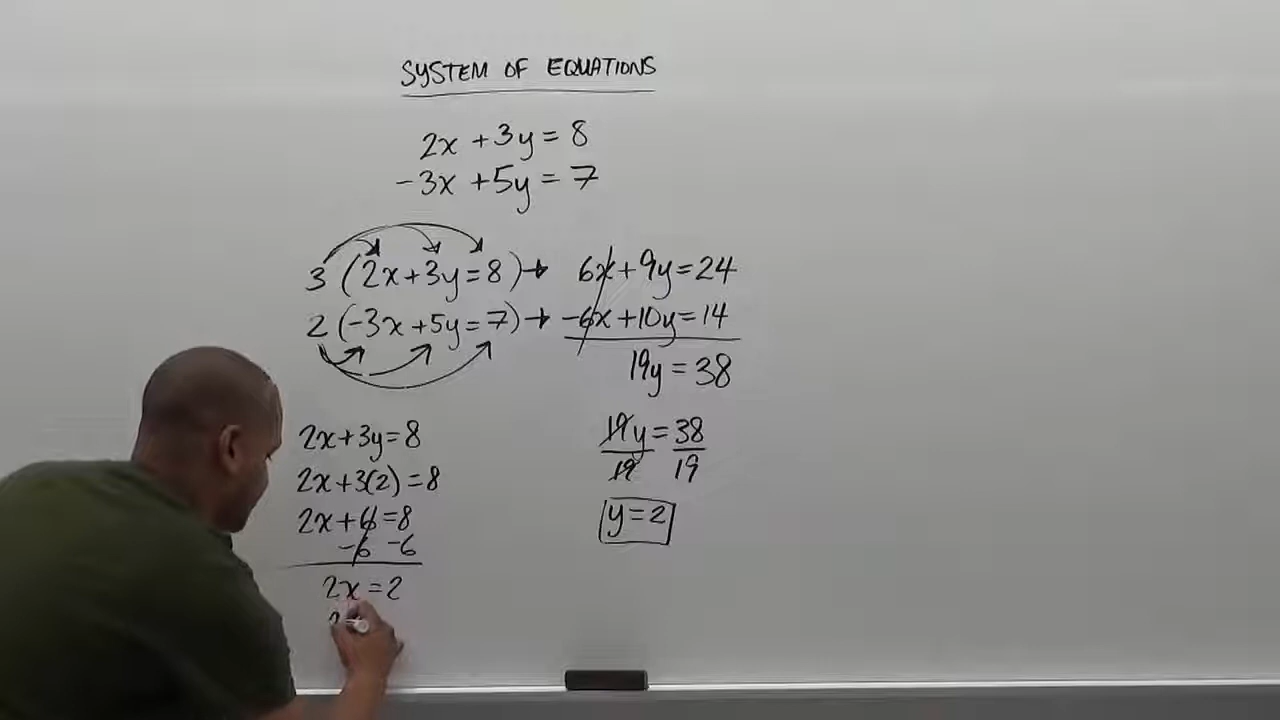 SYSTEM OF EQUATIONS
2x + 3y = 8
-3x + 5y = 7
3 (2x + 3y = 8) → 6x + 9y = 24
2 (-3x + 5y = 7) → -6x + 10y = 14
19y = 38
2x + 3y = 8
2x + 3(2) = 8
2x + 6 = 8
-6 -6
2x = 2
19y = 38
19 19
y = 2